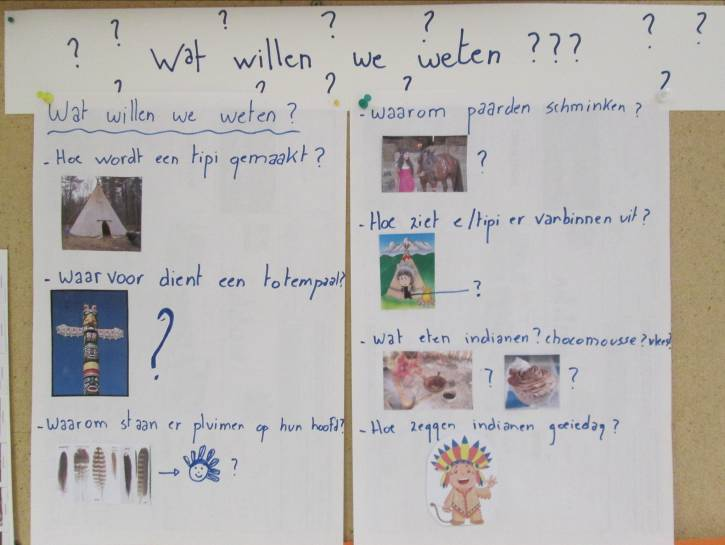 ? ? ? ? ? ? ?
Wat willen we weten ???
? ? ? ? ?
Wat willen we weten?
- Hoe wordt een tipi gemaakt?
- Waarvoor dient een totempaal?
?
- Waarom staan er pluimen op hun hoofd?
?
- Waarom paarden schminken?
?
- Hoe ziet e/tipi er vanbinnen uit?
?
- Wat eten indianen? chocomousse? vlees?
? ?
- Hoe zeggen indianen goeiedag?